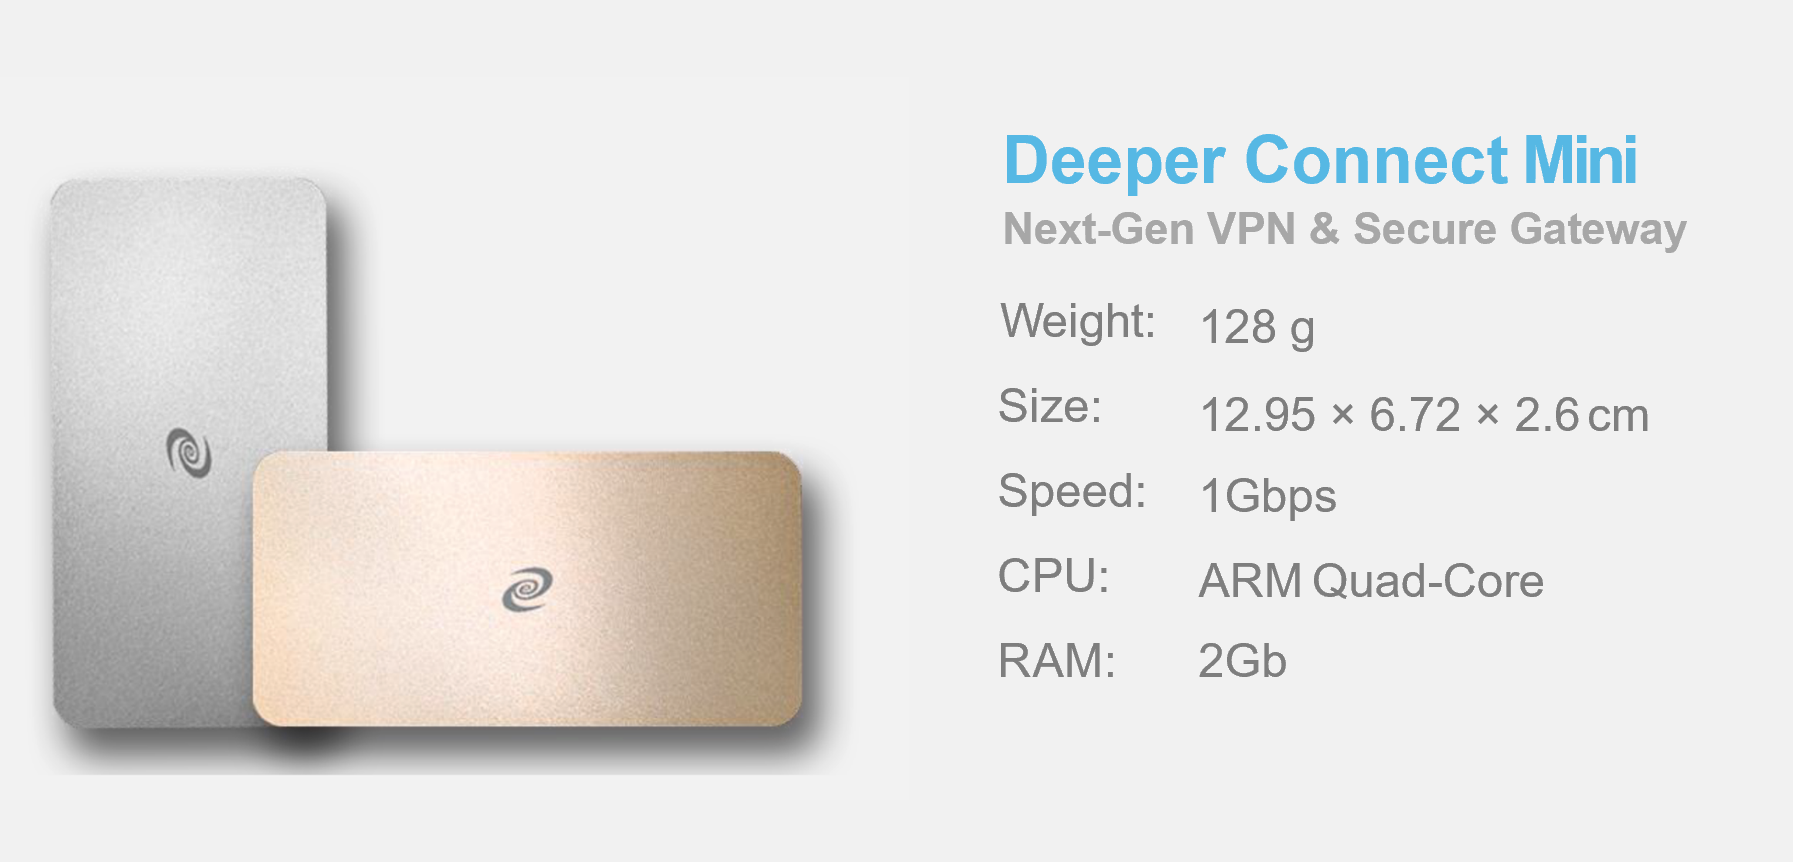 Deeper Connect Mini
Next-Gen VPN & Secure Gateway
Weight: 128 g
Size: 12.95 × 6.72 × 2.6 cm
Speed: 1Gbps
CPU: ARM Quad-Core
RAM: 2Gb